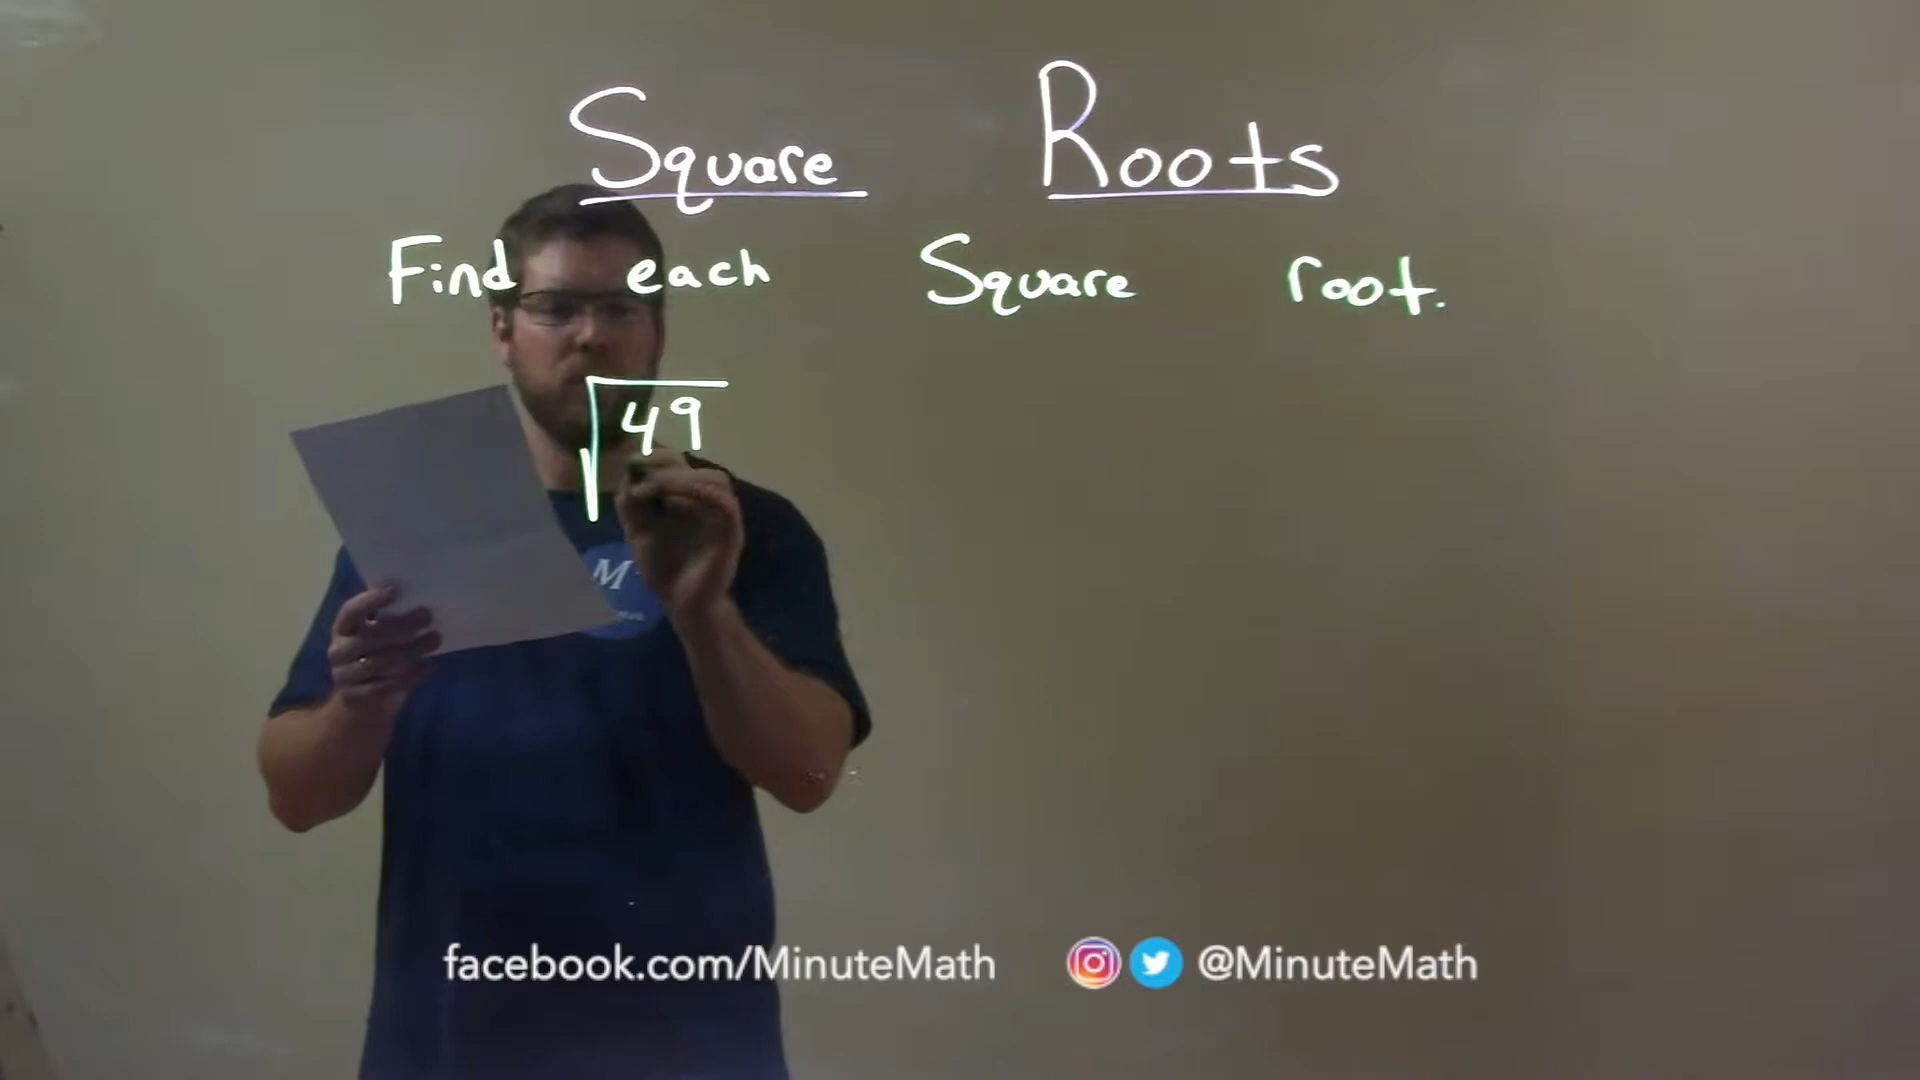 Square Roots
Find each Square root.
√49
M
facebook.com/MinuteMath @MinuteMath